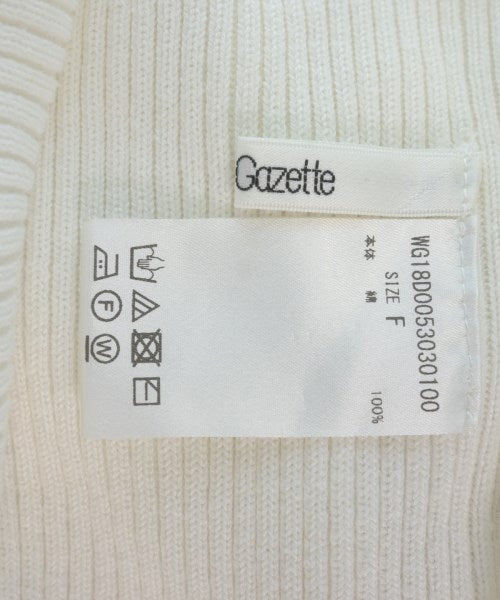 Gazette
WG18D0053030100
SIZE F
本体 綿 100%
F
W